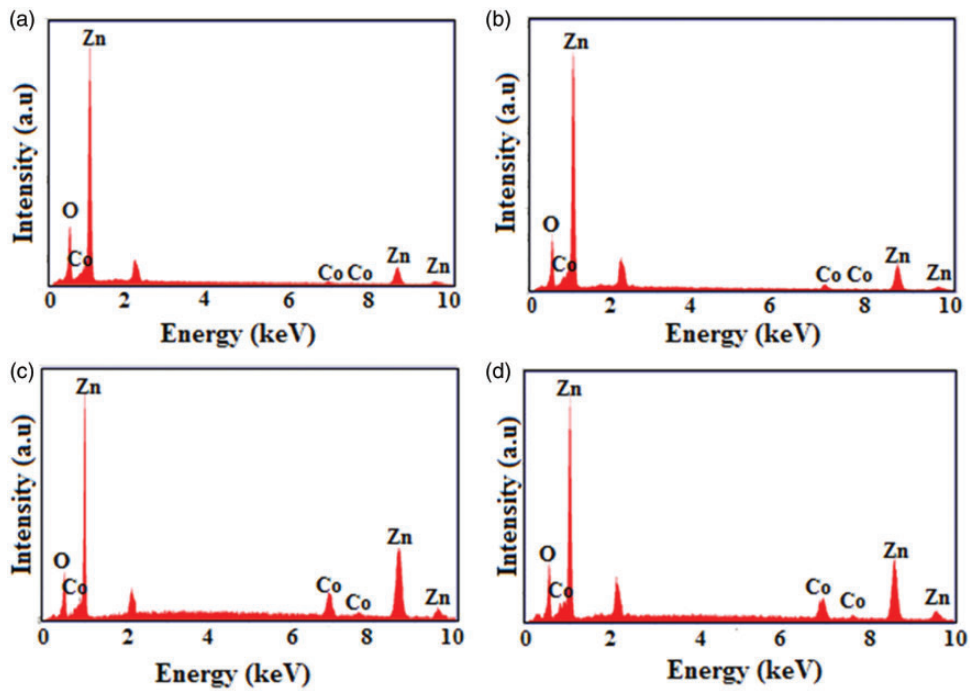 (a)
Zn
O
Co
Co Co
Zn
Zn
Intensity (a.u)
0 2 4 6 8 10
Energy (keV)
(b)
Zn
O
Co
Co Co
Zn
Zn
Intensity (a.u)
0 2 4 6 8 10
Energy (keV)
(c)
Zn
O
Co
Co
Co
Zn
Zn
Intensity (a.u)
0 2 4 6 8 10
Energy (keV)
(d)
Zn
O
Co
Co
Co
Zn
Zn
Intensity (a.u)
0 2 4 6 8 10
Energy (keV)